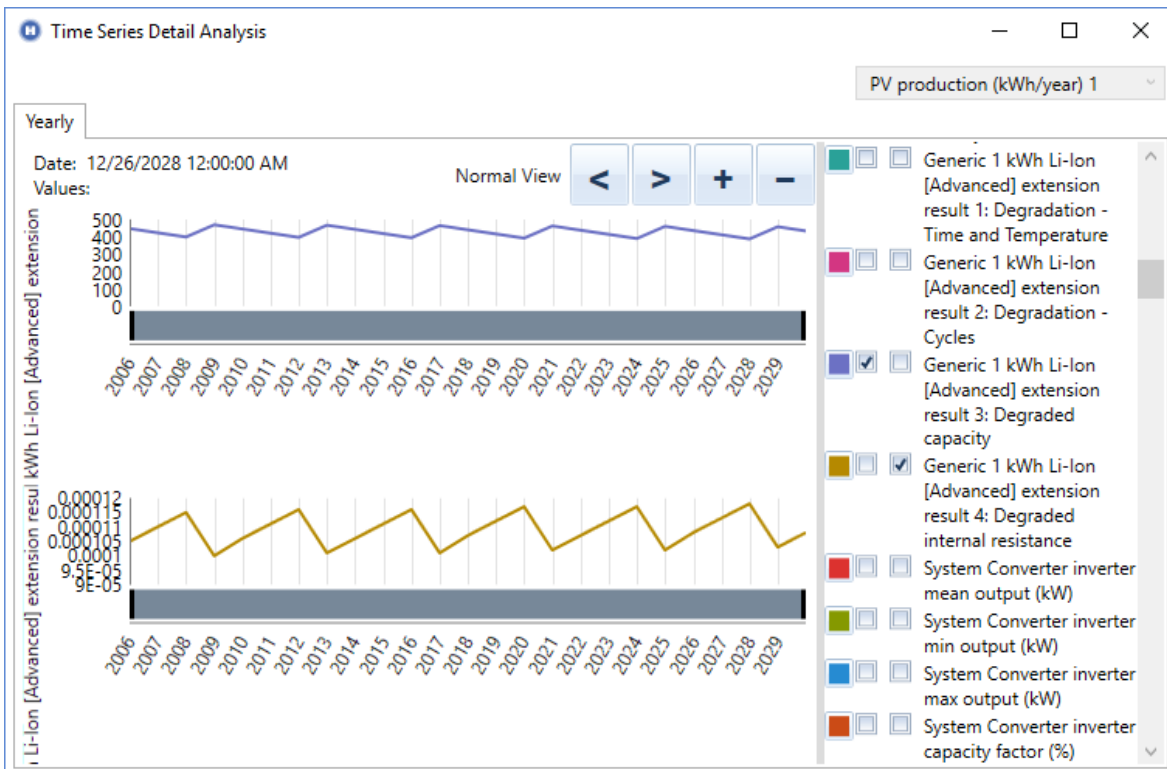 H Time Series Detail Analysis
PV production (kWh/year) 1
Yearly
Date: 12/26/2028 12:00:00 AM
Values:
Normal View
<
>
+
−
kWh Li-Ion [Advanced] extension
500
400
300
200
100
0
2006
2007
2008
2009
2010
2011
2012
2013
2014
2015
2016
2017
2018
2019
2020
2021
2022
2023
2024
2025
2026
2027
2028
2029
Li-Ion [Advanced] extension resul
0.00012
0.000115
0.00011
0.000105
0.0001
9.5E-05
9E-05
2006
2007
2008
2009
2010
2011
2012
2013
2014
2015
2016
2017
2018
2019
2020
2021
2022
2023
2024
2025
2026
2027
2028
2029
Generic 1 kWh Li-Ion
[Advanced] extension
result 1: Degradation -
Time and Temperature
Generic 1 kWh Li-Ion
[Advanced] extension
result 2: Degradation -
Cycles
Generic 1 kWh Li-Ion
[Advanced] extension
result 3: Degraded
capacity
Generic 1 kWh Li-Ion
[Advanced] extension
result 4: Degraded
internal resistance
System Converter inverter
mean output (kW)
System Converter inverter
min output (kW)
System Converter inverter
max output (kW)
System Converter inverter
capacity factor (%)